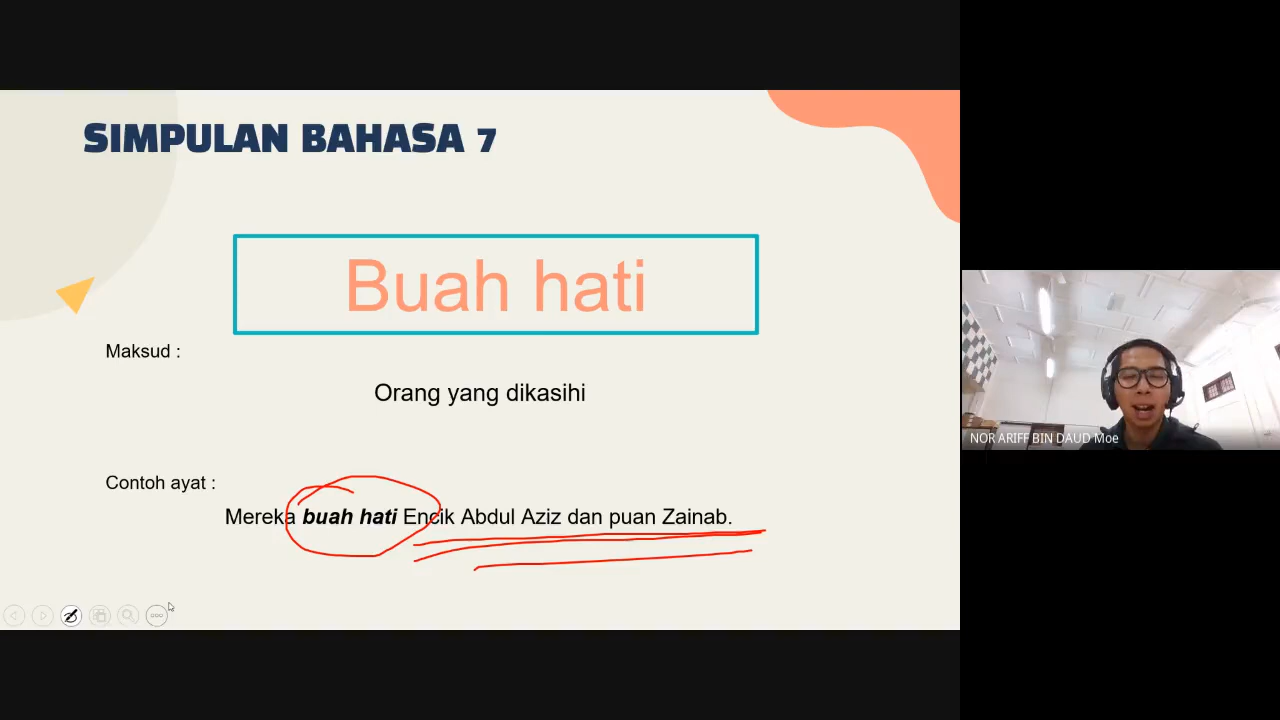 SIMPULAN BAHASA 7
Buah hati
Maksud :
Orang yang dikasihi
Contoh ayat :
Mereka buah hati Encik Abdul Aziz dan puan Zainab.
NOR ARIFF BIN DAUD Moe